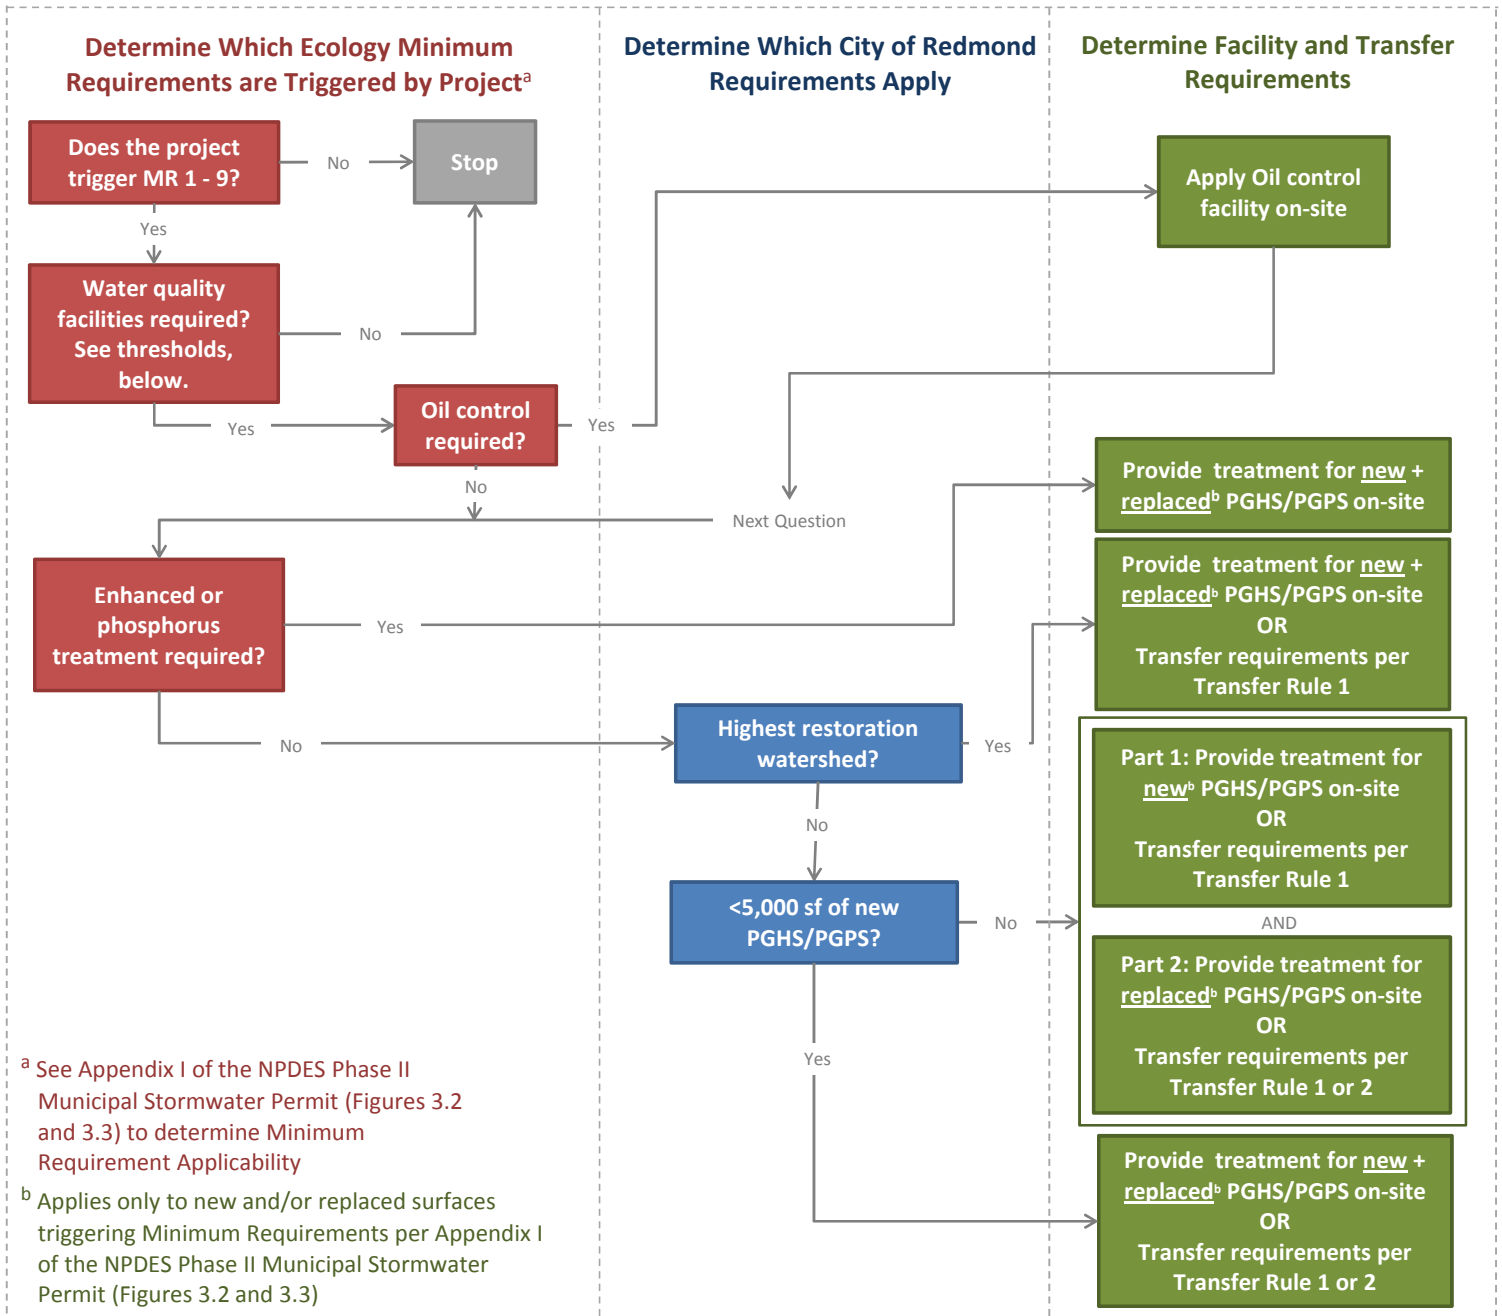 Determine Which Ecology Minimum
Requirements are Triggered by Projectᵃ
Determine Which City of Redmond
Requirements Apply
Determine Facility and Transfer
Requirements
Does the project
trigger MR 1 - 9?
No
Stop
Yes
Water quality
facilities required?
See thresholds,
below.
No
Yes
Oil control
required?
Yes
No
Apply Oil control
facility on-site
Next Question
Enhanced or
phosphorus
treatment required?
Yes
No
Provide treatment for new +
replacedᵇ PGHS/PGPS on-site
Highest restoration
watershed?
Yes
No
Provide treatment for new +
replacedᵇ PGHS/PGPS on-site
OR
Transfer requirements per
Transfer Rule 1
<5,000 sf of new
PGHS/PGPS?
No
Yes
Part 1: Provide treatment for
newᵇ PGHS/PGPS on-site
OR
Transfer requirements per
Transfer Rule 1
AND
Part 2: Provide treatment for
replacedᵇ PGHS/PGPS on-site
OR
Transfer requirements per
Transfer Rule 1 or 2
Provide treatment for new +
replacedᵇ PGHS/PGPS on-site
OR
Transfer requirements per
Transfer Rule 1 or 2
ᵃ See Appendix I of the NPDES Phase II
Municipal Stormwater Permit (Figures 3.2
and 3.3) to determine Minimum
Requirement Applicability
ᵇ Applies only to new and/or replaced surfaces
triggering Minimum Requirements per Appendix I
of the NPDES Phase II Municipal Stormwater
Permit (Figures 3.2 and 3.3)